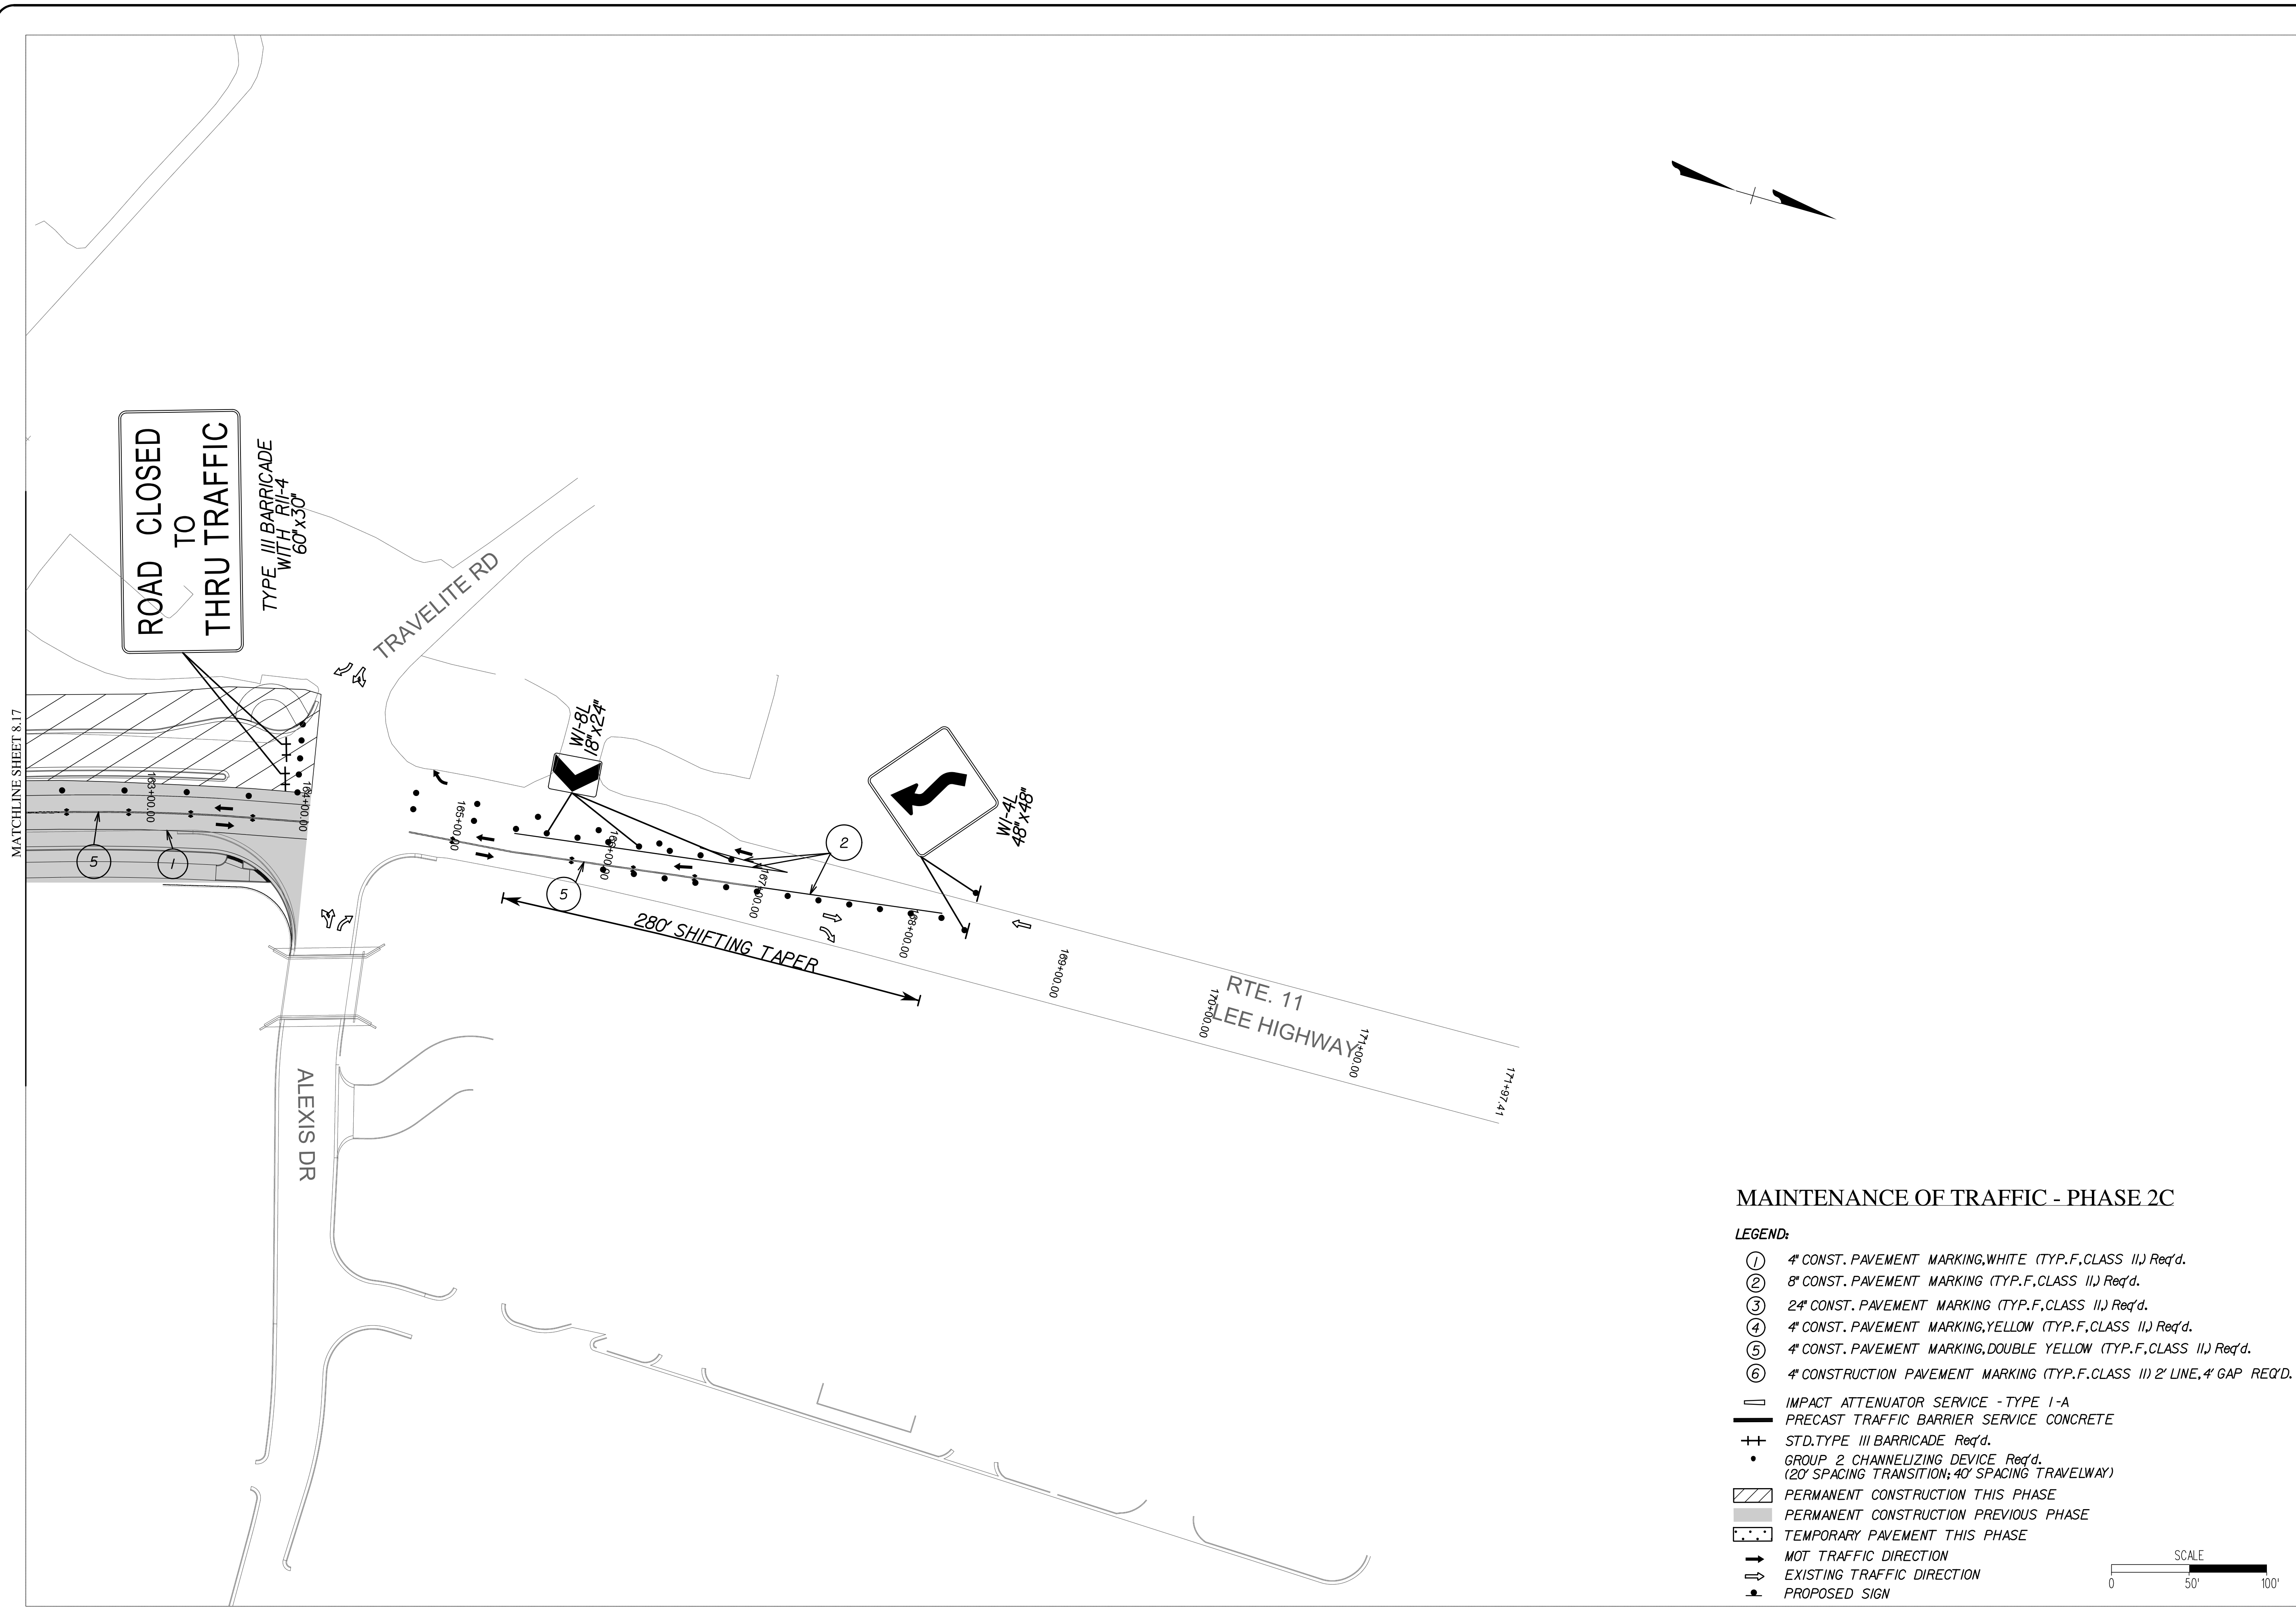 MATCHLINE SHEET 8.17
ROAD CLOSED
TO
THRU TRAFFIC
TYPE III BARRICADE
WITH R11-4
60"x30"
TRAVELITE RD
W1-8L
18"x24"
W1-4L
48"x48"
163+00.00
164+00.00
165+00.00
166+00.00
167+00.00
168+00.00
169+00.00
170+00.00
171+00.00
171+97.41
5
1
5
2
280' SHIFTING TAPER
RTE. 11
LEE HIGHWAY
ALEXIS DR
MAINTENANCE OF TRAFFIC - PHASE 2C
LEGEND:
1 4" CONST. PAVEMENT MARKING, WHITE (TYP. F, CLASS II,) Req'd.
2 8" CONST. PAVEMENT MARKING (TYP. F, CLASS II,) Req'd.
3 24" CONST. PAVEMENT MARKING (TYP. F, CLASS II,) Req'd.
4 4" CONST. PAVEMENT MARKING, YELLOW (TYP. F, CLASS II,) Req'd.
5 4" CONST. PAVEMENT MARKING, DOUBLE YELLOW (TYP. F, CLASS II,) Req'd.
6 4" CONSTRUCTION PAVEMENT MARKING (TYP. F. CLASS II) 2' LINE, 4' GAP REQ'D.
IMPACT ATTENUATOR SERVICE - TYPE 1-A
PRECAST TRAFFIC BARRIER SERVICE CONCRETE
STD. TYPE III BARRICADE Req'd.
GROUP 2 CHANNELIZING DEVICE Req'd.
(20' SPACING TRANSITION; 40' SPACING TRAVELWAY)
PERMANENT CONSTRUCTION THIS PHASE
PERMANENT CONSTRUCTION PREVIOUS PHASE
TEMPORARY PAVEMENT THIS PHASE
MOT TRAFFIC DIRECTION
EXISTING TRAFFIC DIRECTION
PROPOSED SIGN
SCALE
0 50' 100'